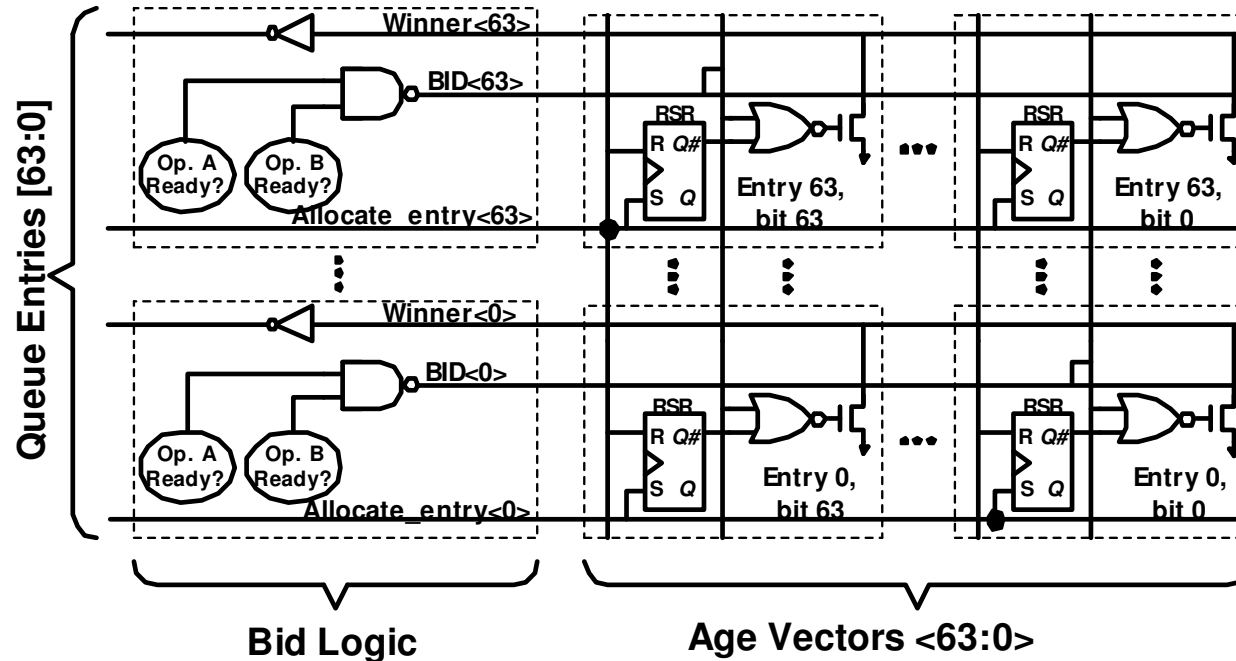 Queue Entries [63:0]
Winner<63>
BID<63>
Op. A
Ready?
Op. B
Ready?
Allocate_entry<63>
RSR
R Q#
S Q
Entry 63,
bit 63
RSR
R Q#
S Q
Entry 63,
bit 0
Winner<0>
BID<0>
Op. A
Ready?
Op. B
Ready?
Allocate_entry<0>
RSR
R Q#
S Q
Entry 0,
bit 63
RSR
R Q#
S Q
Entry 0,
bit 0
Bid Logic
Age Vectors <63:0>